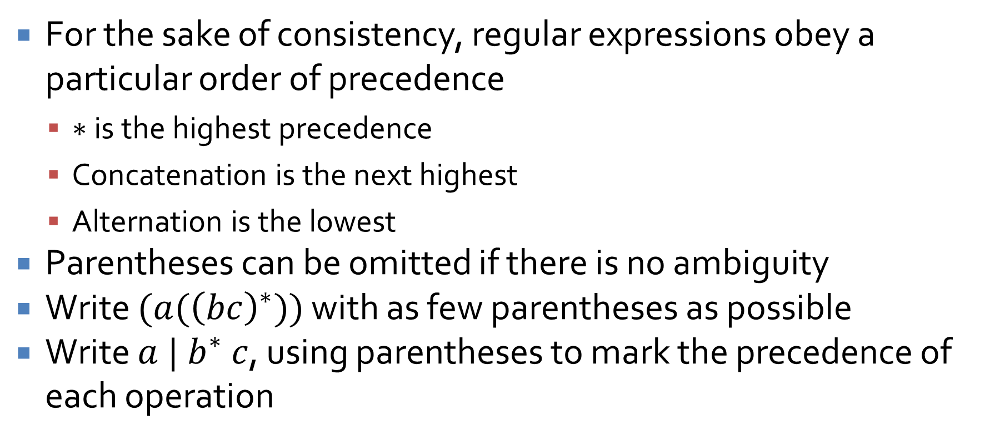 For the sake of consistency, regular expressions obey a
particular order of precedence
* is the highest precedence
Concatenation is the next highest
Alternation is the lowest
Parentheses can be omitted if there is no ambiguity
Write (a((bc)*)) with as few parentheses as possible
Write a | b* c, using parentheses to mark the precedence of
each operation